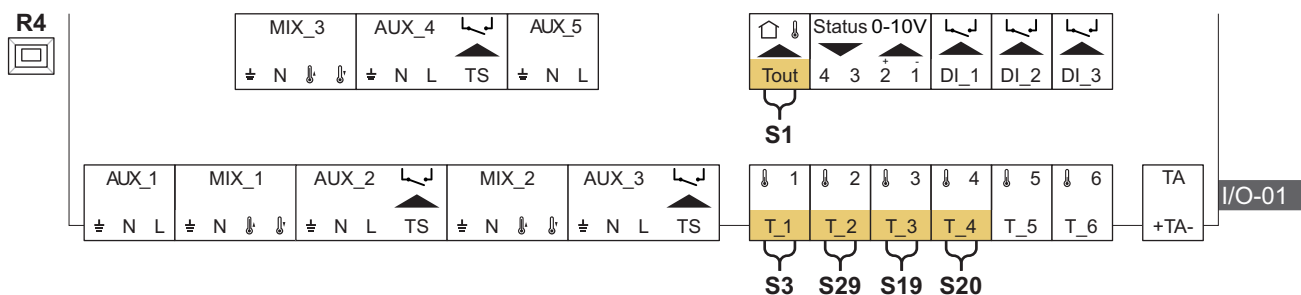 R4
MIX_3 AUX_4 AUX_5 Status 0-10V
+ -
N N L TS N L Tout 4 3 2 1 DI_1 DI_2 DI_3
S1
AUX_1 MIX_1 AUX_2 MIX_2 AUX_3 1 2 3 4 5 6 TA
I/O-01
N L N N L TS N N L TS T_1 T_2 T_3 T_4 T_5 T_6 +TA-
S3 S29 S19 S20